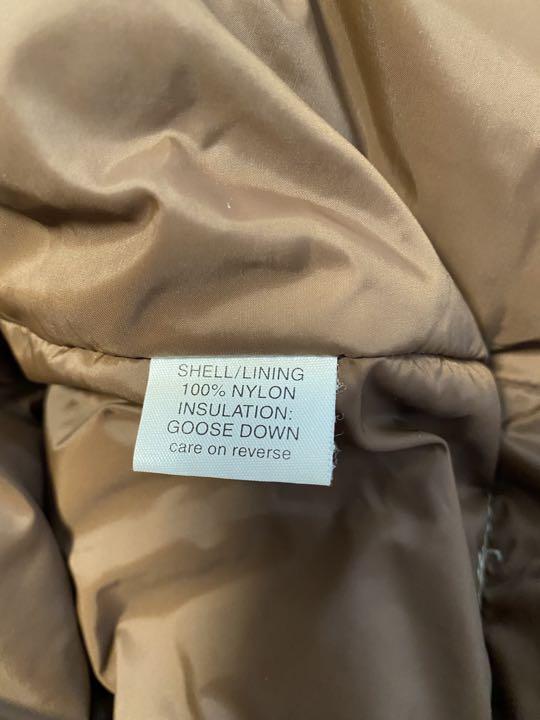 SHELL/LINING
100% NYLON
INSULATION:
GOOSE DOWN
care on reverse